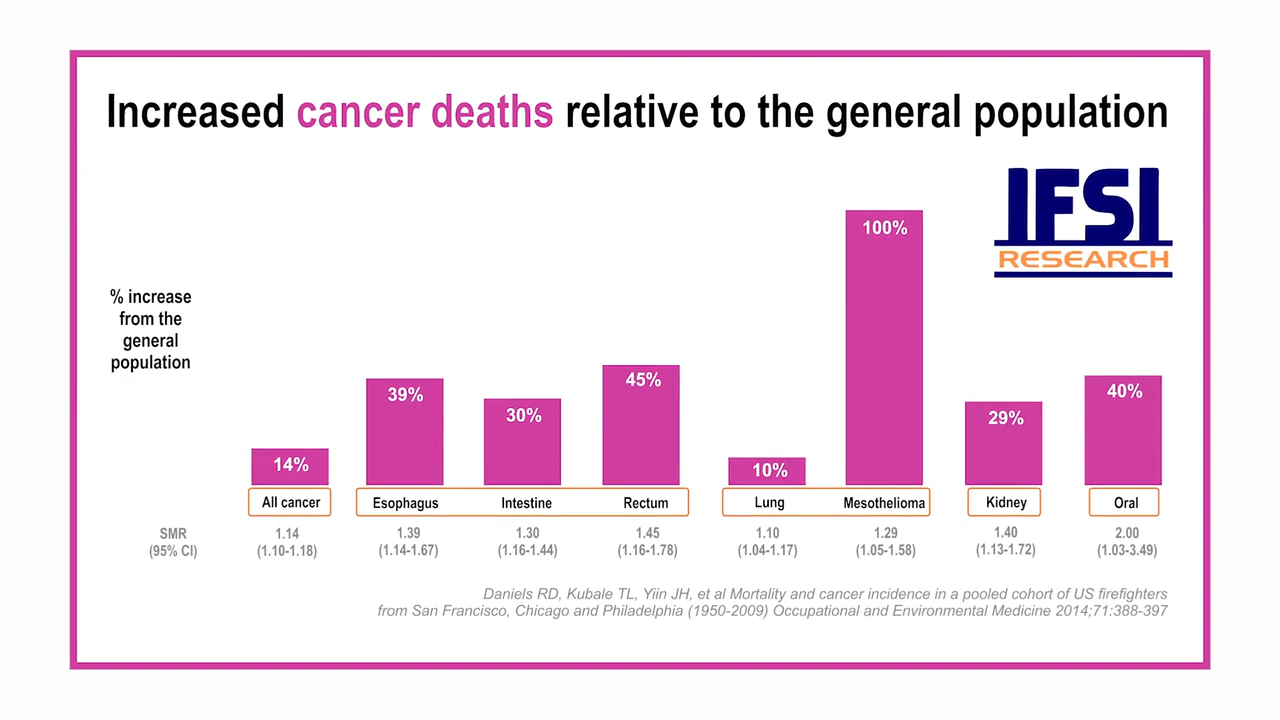 Increased cancer deaths relative to the general population
IFSI
RESEARCH
% increase
from the
general
population
14%
39%
30%
45%
10%
100%
29%
40%
All cancer
Esophagus
Intestine
Rectum
Lung
Mesothelioma
Kidney
Oral
SMR
(95% CI)
1.14
(1.10-1.18)
1.39
(1.14-1.67)
1.30
(1.16-1.44)
1.45
(1.16-1.78)
1.10
(1.04-1.17)
1.29
(1.05-1.58)
1.40
(1.13-1.72)
2.00
(1.03-3.49)
Daniels RD, Kubale TL, Yiin JH, et al Mortality and cancer incidence in a pooled cohort of US firefighters
from San Francisco, Chicago and Philadelphia (1950-2009) Occupational and Environmental Medicine 2014;71:388-397